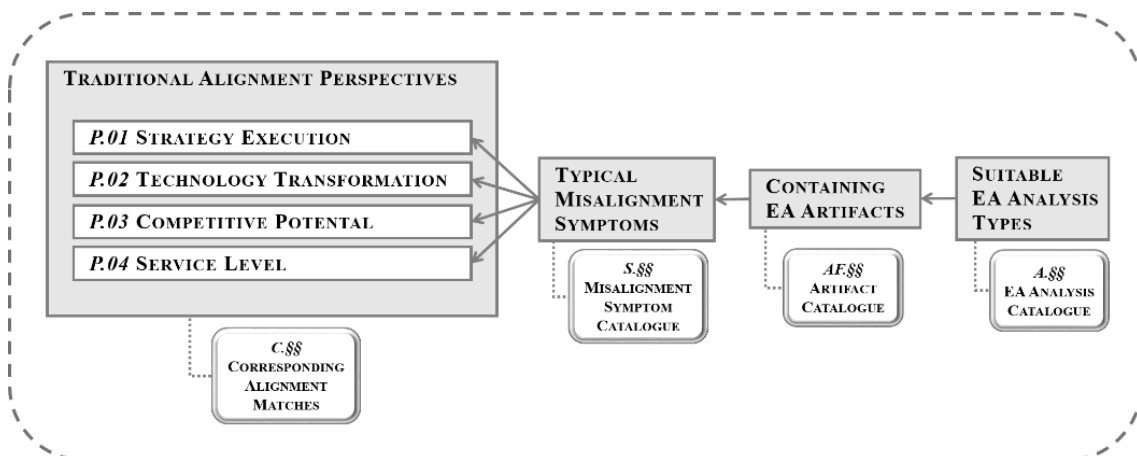 TRADITIONAL ALIGNMENT PERSPECTIVES
P.01 STRATEGY EXECUTION
P.02 TECHNOLOGY TRANSFORMATION
P.03 COMPETITIVE POTENTAL
P.04 SERVICE LEVEL
C.§§
CORRESPONDING
ALIGNMENT
MATCHES
TYPICAL
MISALIGNMENT
SYMPTOMS
S.§§
MISALIGNMENT
SYMPTOM
CATALOGUE
CONTAINING
EA ARTIFACTS
AF.§§
ARTIFACT
CATALOGUE
SUITABLE
EA ANALYSIS
TYPES
A.§§
EA ANALYSIS
CATALOGUE